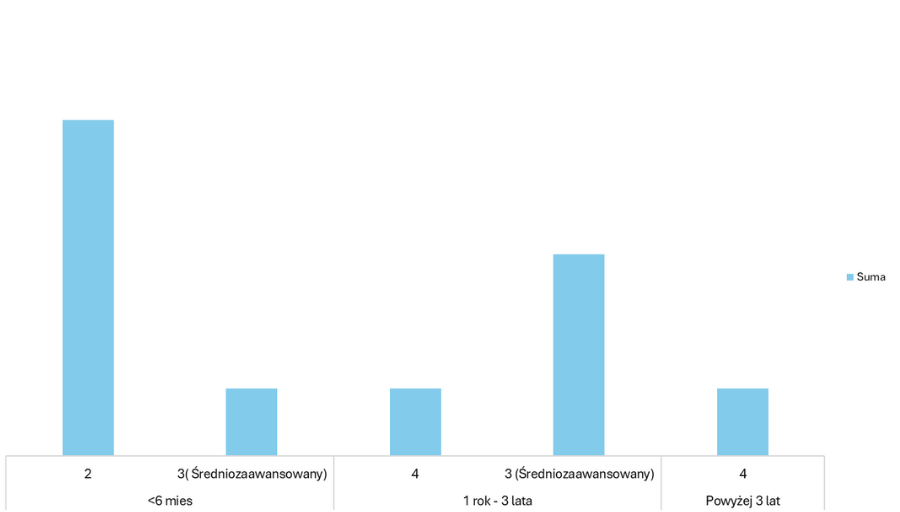 Suma
2
3( Średniozaawansowany)
4
3 (Średniozaawansowany)
4
<6 mies
1 rok - 3 lata
Powyżej 3 lat